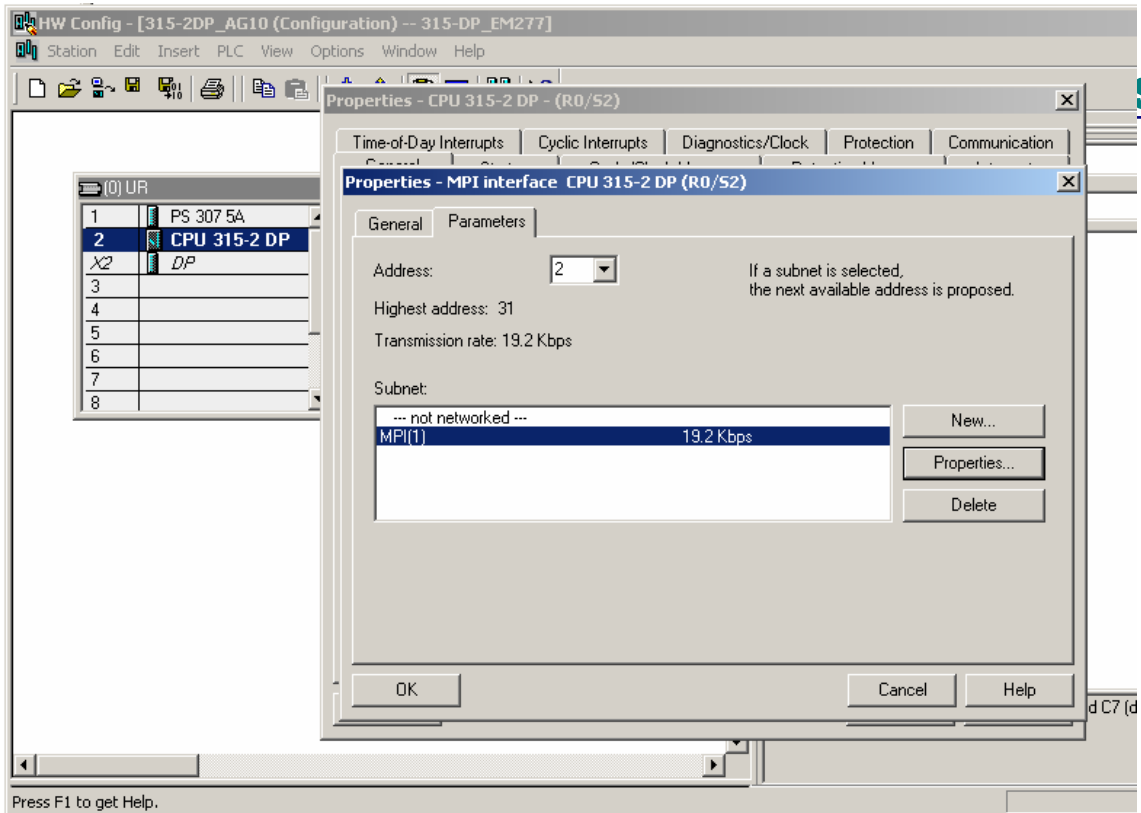 HW Config - [315-2DP_AG10 (Configuration) -- 315-DP_EM277]
Station Edit Insert PLC View Options Window Help
Properties - CPU 315-2 DP - (R0/S2)
Time-of-Day Interrupts Cyclic Interrupts Diagnostics/Clock Protection Communication
Properties - MPI interface CPU 315-2 DP (R0/S2)
(0) UR
1 PS 307 5A
2 CPU 315-2 DP
X2 DP
3
4
5
6
7
8
General Parameters
Address: 2
If a subnet is selected,
the next available address is proposed.
Highest address: 31
Transmission rate: 19.2 Kbps
Subnet:
--- not networked ---
MPI(1) 19.2 Kbps
New...
Properties...
Delete
OK Cancel Help
d C7 (d
Press F1 to get Help.